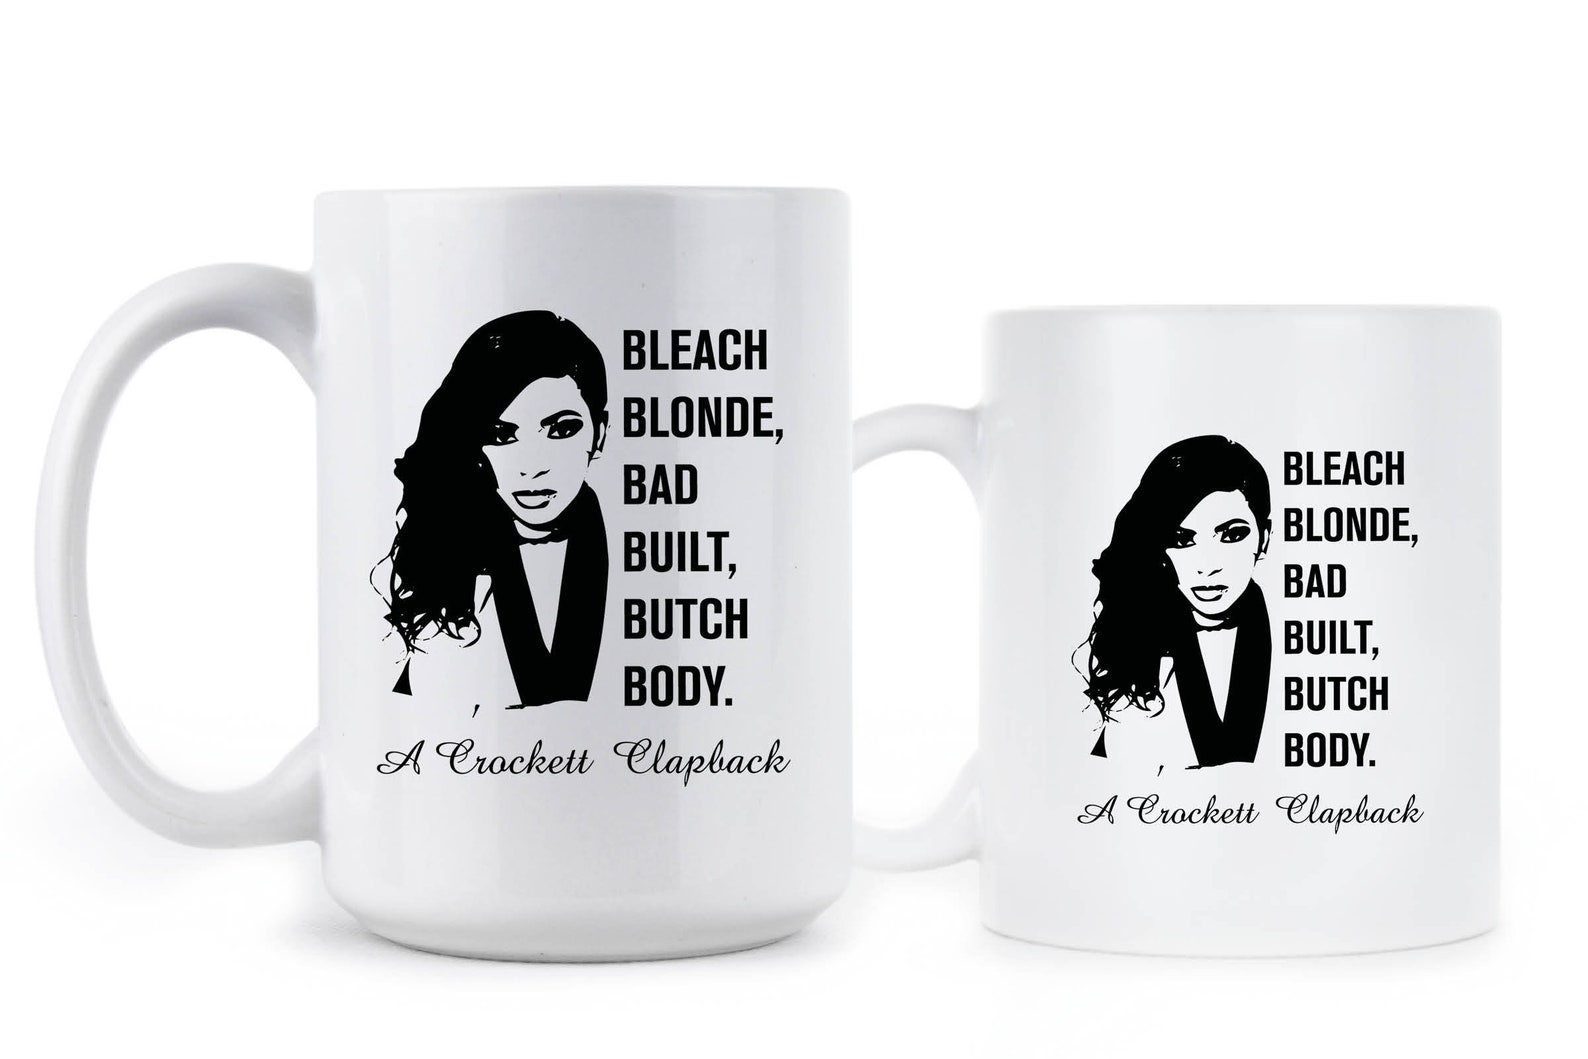 BLEACH
BLONDE,
BAD
BUILT,
BUTCH
BODY.
A Crockett Clapback
BLEACH
BLONDE,
BAD
BUILT,
BUTCH
BODY.
A Crockett Clapback